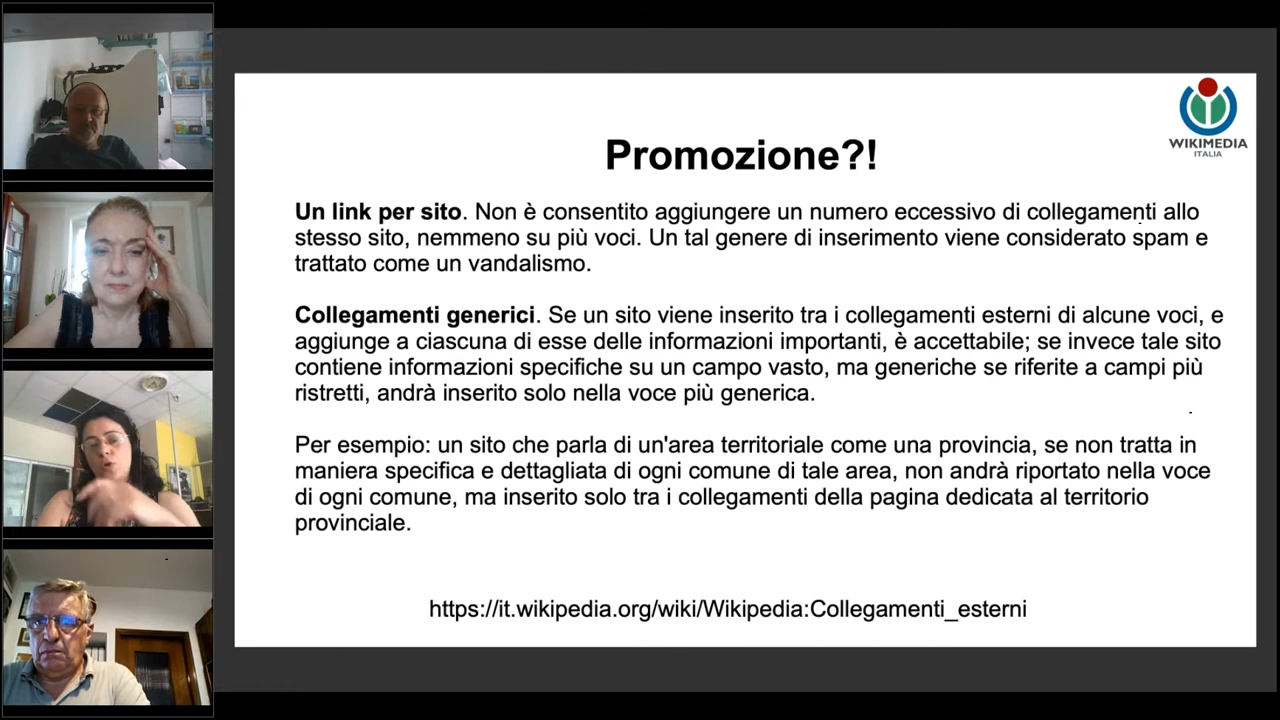 WIKIMEDIA
ITALIA
Promozione?!
Un link per sito. Non è consentito aggiungere un numero eccessivo di collegamenti allo
stesso sito, nemmeno su più voci. Un tal genere di inserimento viene considerato spam e
trattato come un vandalismo.
Collegamenti generici. Se un sito viene inserito tra i collegamenti esterni di alcune voci, e
aggiunge a ciascuna di esse delle informazioni importanti, è accettabile; se invece tale sito
contiene informazioni specifiche su un campo vasto, ma generiche se riferite a campi più
ristretti, andrà inserito solo nella voce più generica.
Per esempio: un sito che parla di un'area territoriale come una provincia, se non tratta in
maniera specifica e dettagliata di ogni comune di tale area, non andrà riportato nella voce
di ogni comune, ma inserito solo tra i collegamenti della pagina dedicata al territorio
provinciale.
https://it.wikipedia.org/wiki/Wikipedia:Collegamenti_esterni